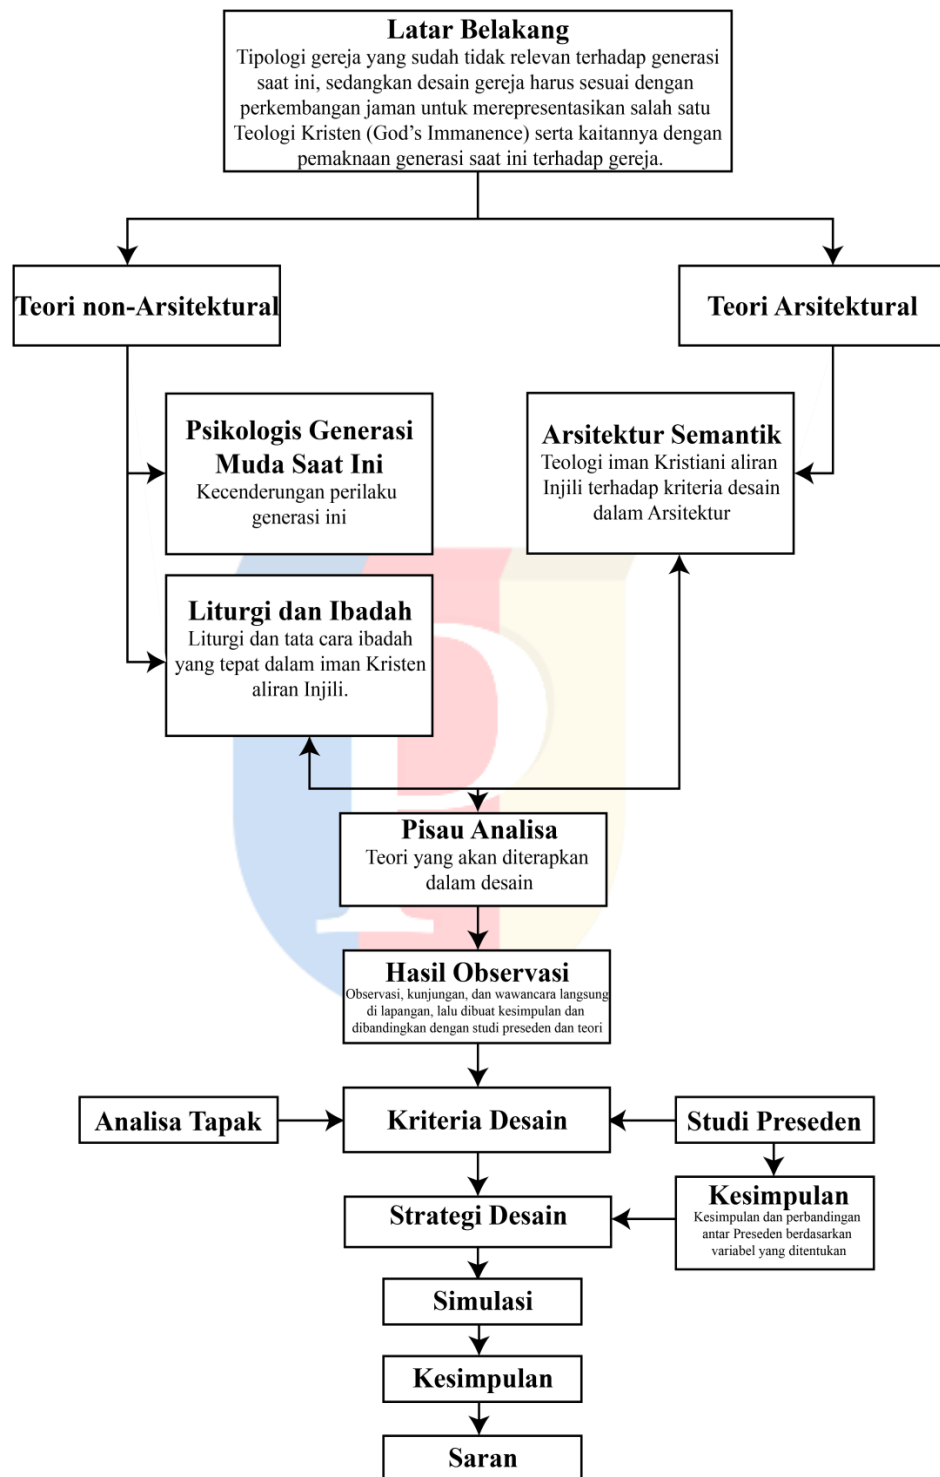 Latar Belakang
Tipologi gereja yang sudah tidak relevan terhadap generasi
saat ini, sedangkan desain gereja harus sesuai dengan
perkembangan jaman untuk merepresentasikan salah satu
Teologi Kristen (God's Immanence) serta kaitannya dengan
pemaknaan generasi saat ini terhadap gereja.
Teori non-Arsitektural
Teori Arsitektural
Psikologis Generasi
Muda Saat Ini
Kecenderungan perilaku
generasi ini
Arsitektur Semantik
Teologi iman Kristiani aliran
Injili terhadap kriteria desain
dalam Arsitektur
Liturgi dan Ibadah
Liturgi dan tata cara ibadah
yang tepat dalam iman Kristen
aliran Injili.
Pisau Analisa
Teori yang akan diterapkan
dalam desain
Hasil Observasi
Observasi, kunjungan, dan wawancara langsung
di lapangan, lalu dibuat kesimpulan dan
dibandingkan dengan studi preseden dan teori
Analisa Tapak
Kriteria Desain
Studi Preseden
Strategi Desain
Kesimpulan
Kesimpulan dan perbandingan
antar Preseden berdasarkan
variabel yang ditentukan
Simulasi
Kesimpulan
Saran